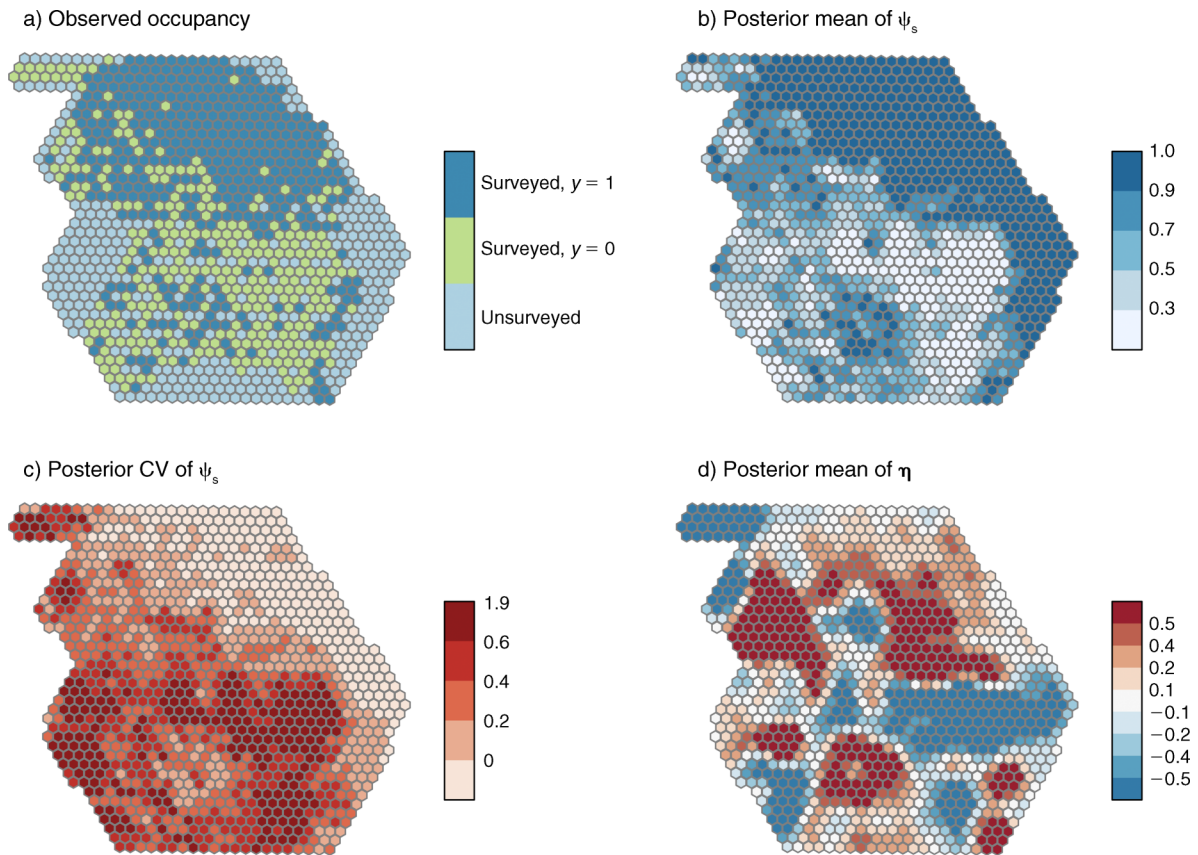 a) Observed occupancy
b) Posterior mean of ψs
Surveyed, y = 1
Surveyed, y = 0
Unsurveyed
1.0
0.9
0.7
0.5
0.3
c) Posterior CV of ψs
d) Posterior mean of η
1.9
0.6
0.4
0.2
0
0.5
0.4
0.2
0.1
−0.1
−0.2
−0.4
−0.5